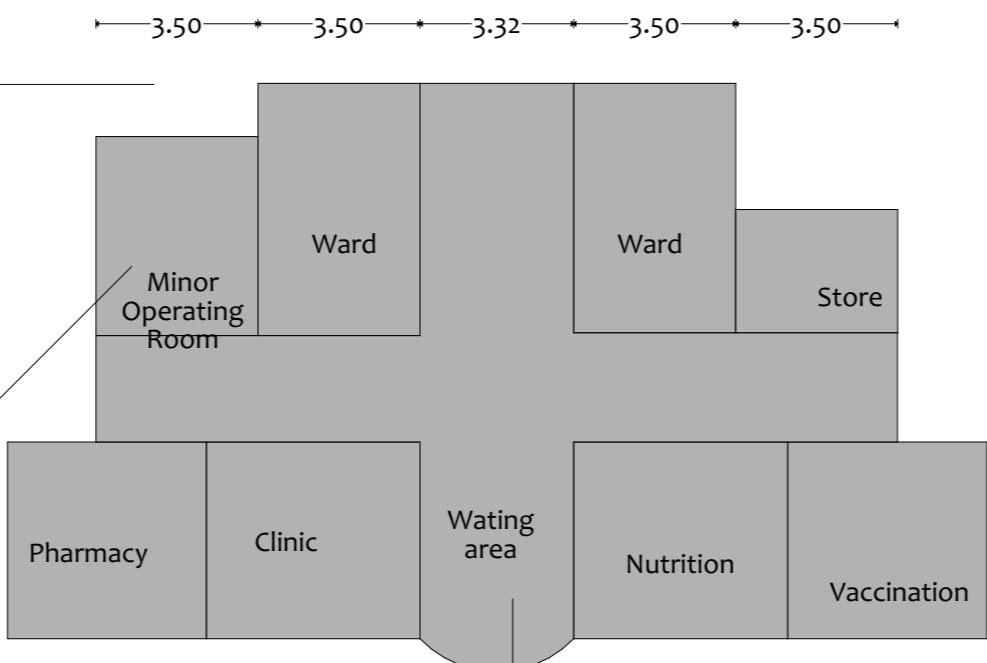 3.50 3.50 3.32 3.50 3.50
Ward
Ward
Minor
Operating
Room
Store
Wating
area
Pharmacy
Clinic
Nutrition
Vaccination